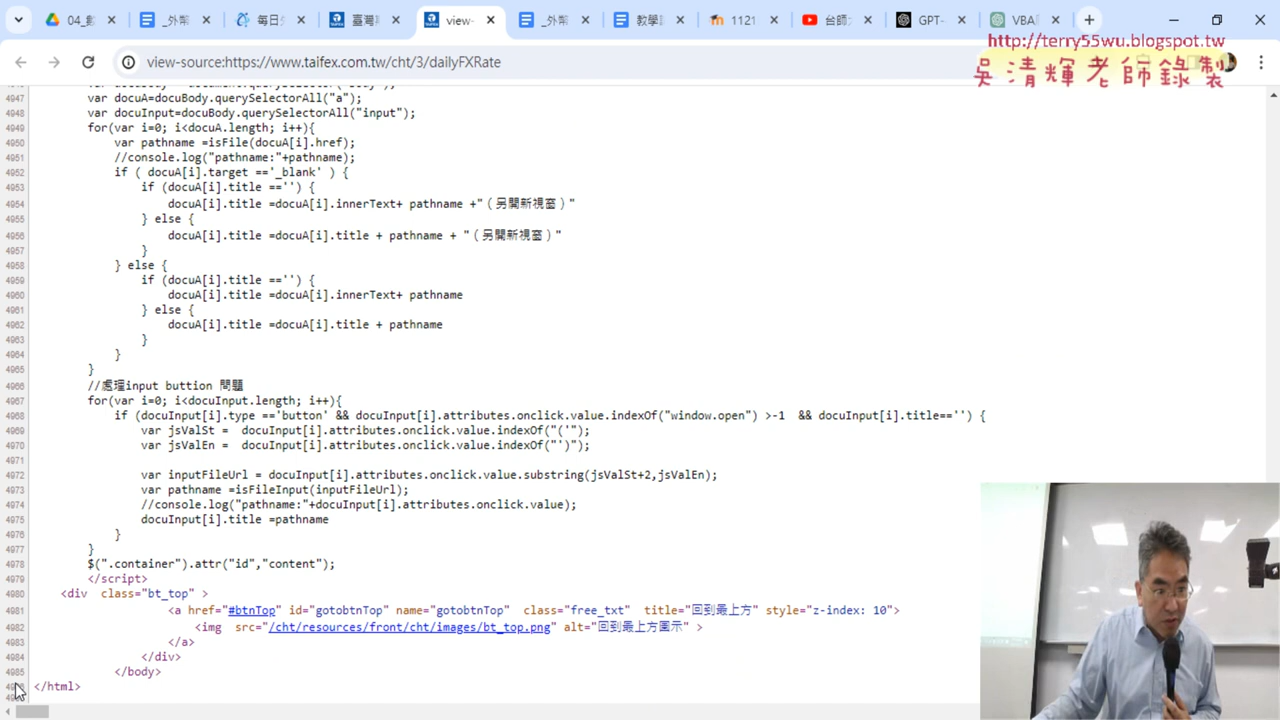 04_創
_外幣
每日外
臺灣期
view-
_外幣
教學論
1121
台師大
GPT-
VBA
http://terry55wu.blogspot.tw
吳清輝老師錄製
view-source:https://www.taifex.com.tw/cht/3/dailyFXRate
4947 var docuA=docuBody.querySelectorAll("a");
4948 var docuInput=docuBody.querySelectorAll("input");
4949 for(var i=0; i<docuA.length; i++){
4950 var pathname =isFile(docuA[i].href);
4951 //console.log("pathname:"+pathname);
4952 if ( docuA[i].target =='_blank' ) {
4953 if (docuA[i].title =='') {
4954 docuA[i].title =docuA[i].innerText+ pathname +"（另開新視窗）"
4955 } else {
4956 docuA[i].title =docuA[i].title + pathname + "（另開新視窗）"
4957 }
4958 } else {
4959 if (docuA[i].title =='') {
4960 docuA[i].title =docuA[i].innerText+ pathname
4961 } else {
4962 docuA[i].title =docuA[i].title + pathname
4963 }
4964 }
4965 }
4966 //處理input buttion 問題
4967 for(var i=0; i<docuInput.length; i++){
4968 if (docuInput[i].type =='button' && docuInput[i].attributes.onclick.value.indexOf("window.open") >-1  && docuInput[i].title=='') {
4969 var jsValSt =  docuInput[i].attributes.onclick.value.indexOf("('");
4970 var jsValEn =  docuInput[i].attributes.onclick.value.indexOf("')");
4971
4972 var inputFileUrl = docuInput[i].attributes.onclick.value.substring(jsValSt+2,jsValEn);
4973 var pathname =isFileInput(inputFileUrl);
4974 //console.log("pathname:"+docuInput[i].attributes.onclick.value);
4975 docuInput[i].title =pathname
4976 }
4977 }
4978 $(".container").attr("id","content");
4979 </script>
4980 <div  class="bt_top" >
4981 <a href="#btnTop" id="gotobtnTop" name="gotobtnTop"  class="free_txt"  title="回到最上方" style="z-index: 10">
4982 <img  src="/cht/resources/front/cht/images/bt_top.png" alt="回到最上方圖示" >
4983 </a>
4984 </div>
4985 </body>
</html>